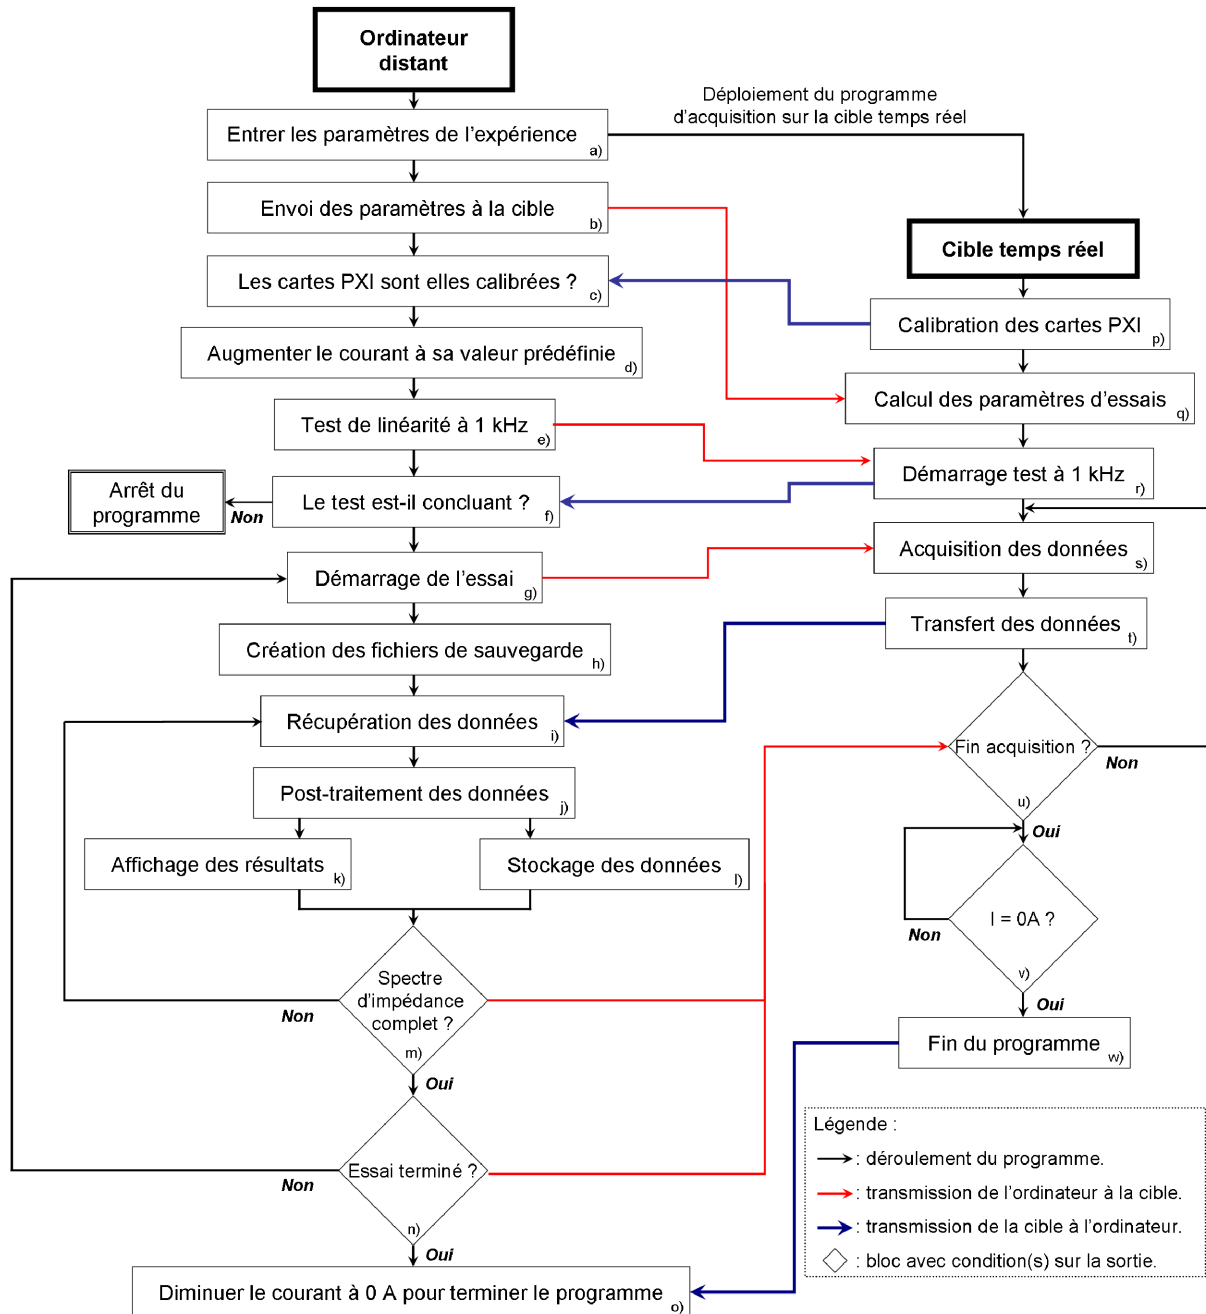 Ordinateur
distant
Déploiement du programme
d'acquisition sur la cible temps réel
Entrer les paramètres de l'expérience
a)
Envoi des paramètres à la cible
b)
Cible temps réel
Les cartes PXI sont elles calibrées ?
c)
Calibration des cartes PXI
p)
Augmenter le courant à sa valeur prédéfinie
d)
Calcul des paramètres d'essais
q)
Test de linéarité à 1 kHz
e)
Démarrage test à 1 kHz
r)
Arrêt du
programme
Non
Le test est-il concluant ?
f)
Acquisition des données
s)
Démarrage de l'essai
g)
Transfert des données
t)
Création des fichiers de sauvegarde
h)
Récupération des données
i)
Fin acquisition ?
u)
Non
Oui
Post-traitement des données
j)
Affichage des résultats
k)
Stockage des données
l)
I = 0A ?
v)
Non
Oui
Spectre
d'impédance
complet ?
m)
Non
Oui
Fin du programme
w)
Essai terminé ?
n)
Non
Oui
Diminuer le courant à 0 A pour terminer le programme
o)
Légende :
: déroulement du programme.
: transmission de l'ordinateur à la cible.
: transmission de la cible à l'ordinateur.
: bloc avec condition(s) sur la sortie.